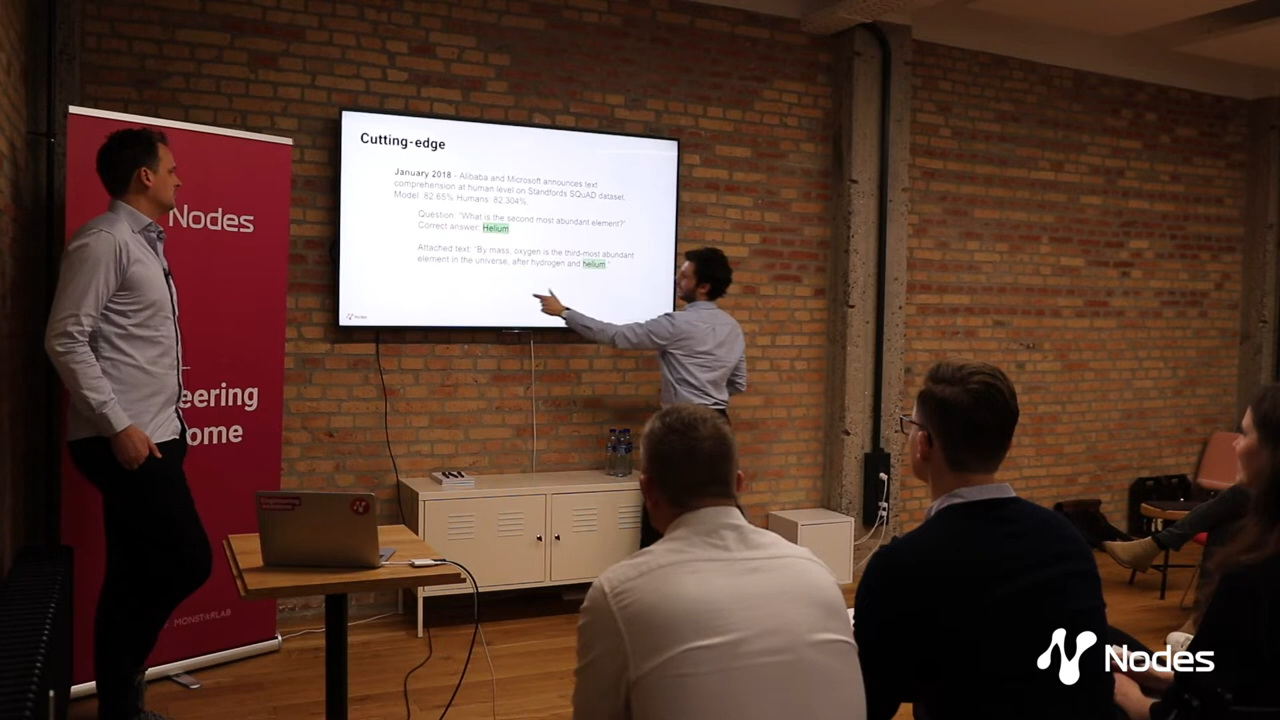 Cutting-edge
January 2018 - Alibaba and Microsoft announces text
comprehension at human level on Standfords SQuAD dataset.
Model: 82.65% Humans: 82.304%.
Question: "What is the second most abundant element?"
Correct answer: Helium
Attached text: "By mass, oxygen is the third-most abundant
element in the universe, after hydrogen and helium."
Nodes
Nodes
eering
ome
MONSTARLAB
Nodes